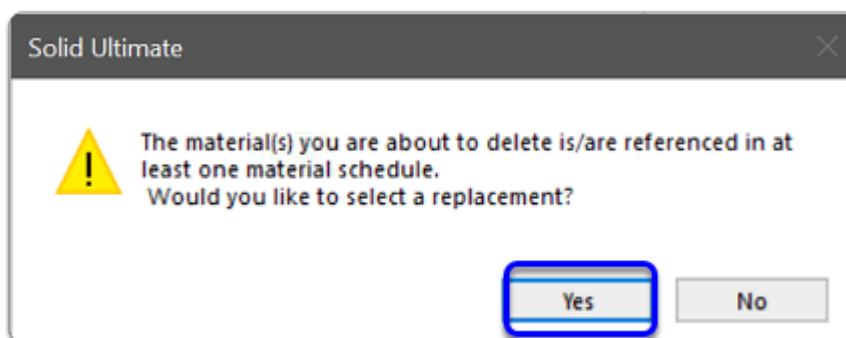 Solid Ultimate
The material(s) you are about to delete is/are referenced in at
least one material schedule.
Would you like to select a replacement?
Yes
No